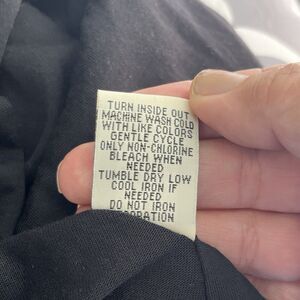 TURN INSIDE OUT
MACHINE WASH COLD
WITH LIKE COLORS
GENTLE CYCLE
ONLY NON-CHLORINE
BLEACH WHEN
NEEDED
TUMBLE DRY LOW
COOL IRON IF
NEEDED
DO NOT IRON